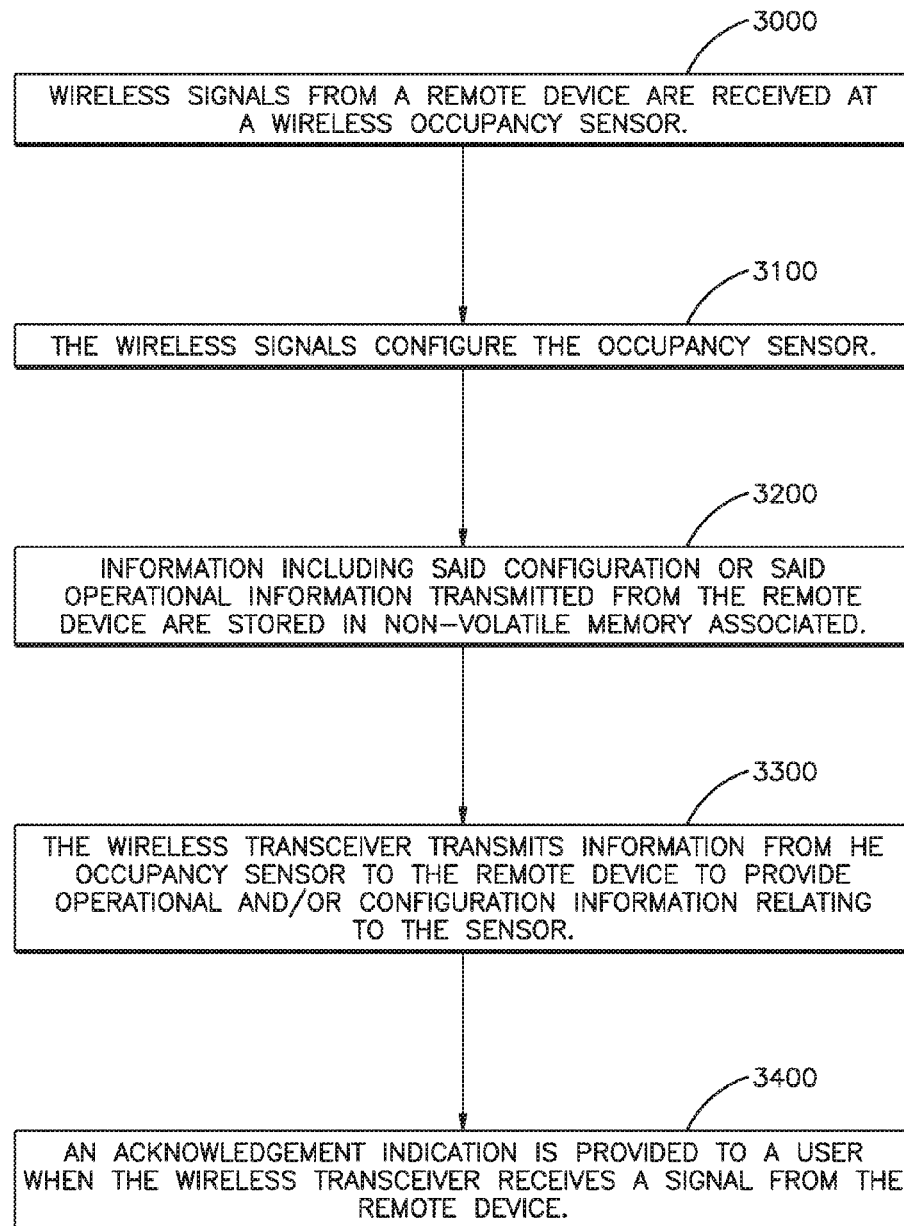 3000
WIRELESS SIGNALS FROM A REMOTE DEVICE ARE RECEIVED AT
A WIRELESS OCCUPANCY SENSOR.
3100
THE WIRELESS SIGNALS CONFIGURE THE OCCUPANCY SENSOR.
3200
INFORMATION INCLUDING SAID CONFIGURATION OR SAID
OPERATIONAL INFORMATION TRANSMITTED FROM THE REMOTE
DEVICE ARE STORED IN NON-VOLATILE MEMORY ASSOCIATED.
3300
THE WIRELESS TRANSCEIVER TRANSMITS INFORMATION FROM HE
OCCUPANCY SENSOR TO THE REMOTE DEVICE TO PROVIDE
OPERATIONAL AND/OR CONFIGURATION INFORMATION RELATING
TO THE SENSOR.
3400
AN ACKNOWLEDGEMENT INDICATION IS PROVIDED TO A USER
WHEN THE WIRELESS TRANSCEIVER RECEIVES A SIGNAL FROM THE
REMOTE DEVICE.